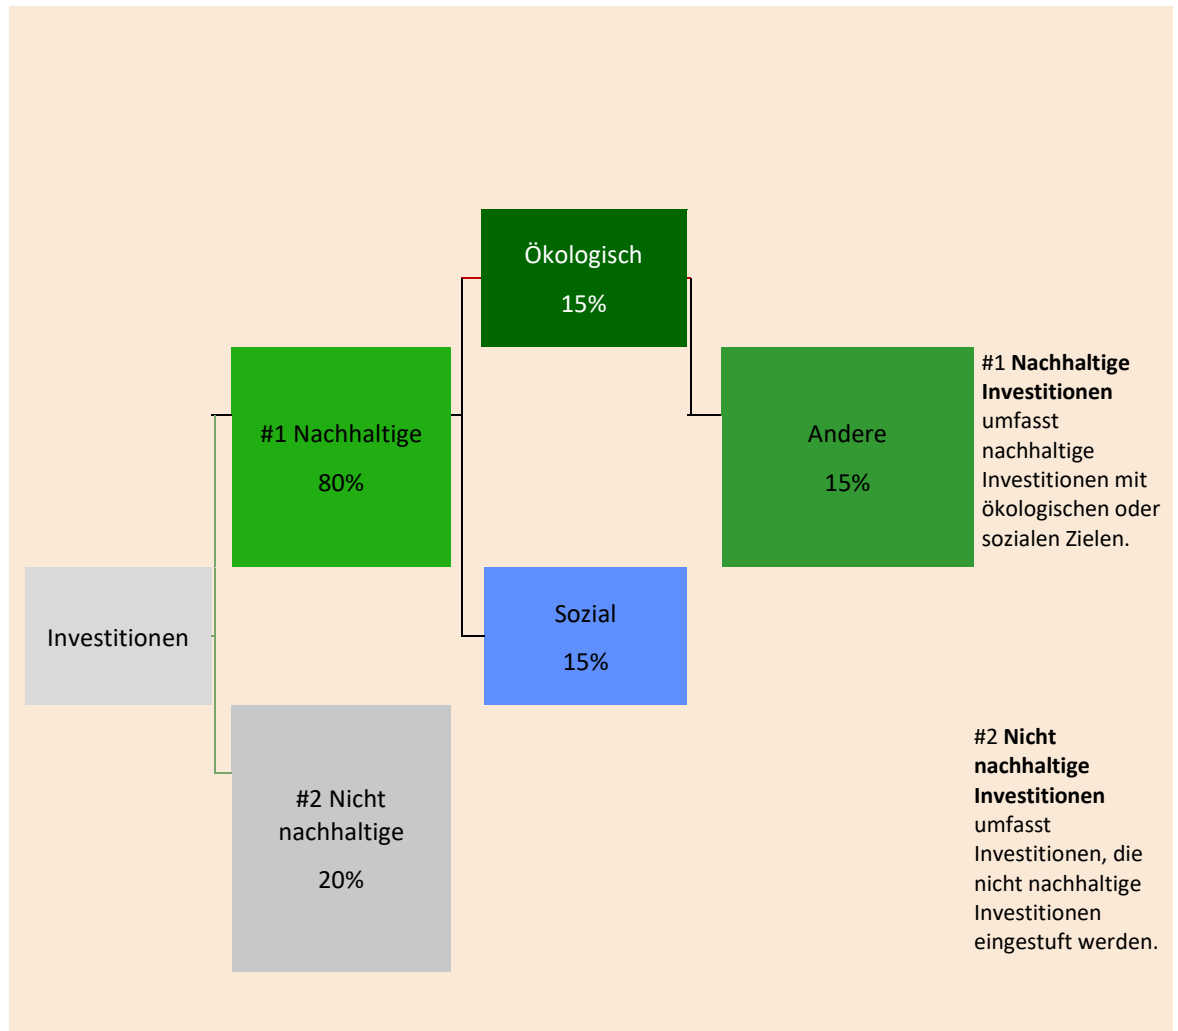 Ökologisch
15%
#1 Nachhaltige
80%
Andere
15%
#1 Nachhaltige
Investitionen
umfasst
nachhaltige
Investitionen mit
ökologischen oder
sozialen Zielen.
Investitionen
Sozial
15%
#2 Nicht
nachhaltige
20%
#2 Nicht
nachhaltige
Investitionen
umfasst
Investitionen, die
nicht nachhaltige
Investitionen
eingestuft werden.